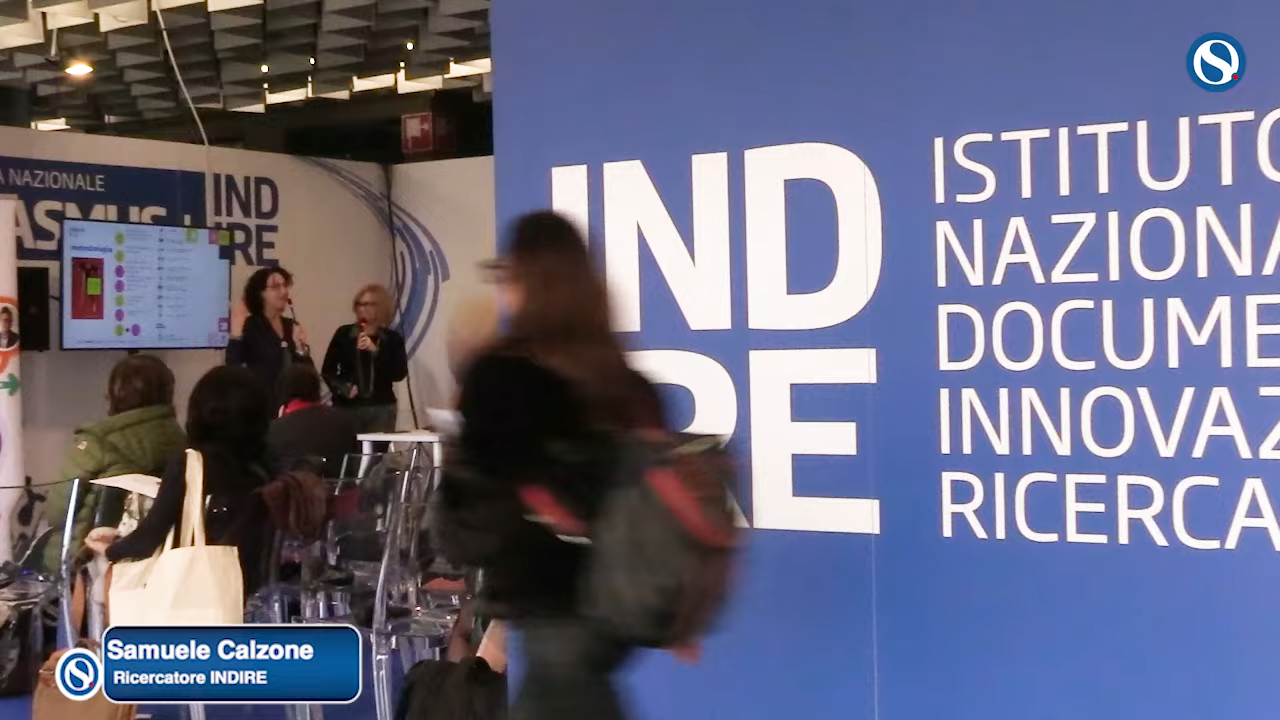 A NAZIONALE
ASMUS +
IND
IRE
IND
RE
ISTITUTO
NAZIONA
DOCUME
INNOVAZ
RICERCA
Samuele Calzone
Ricercatore INDIRE